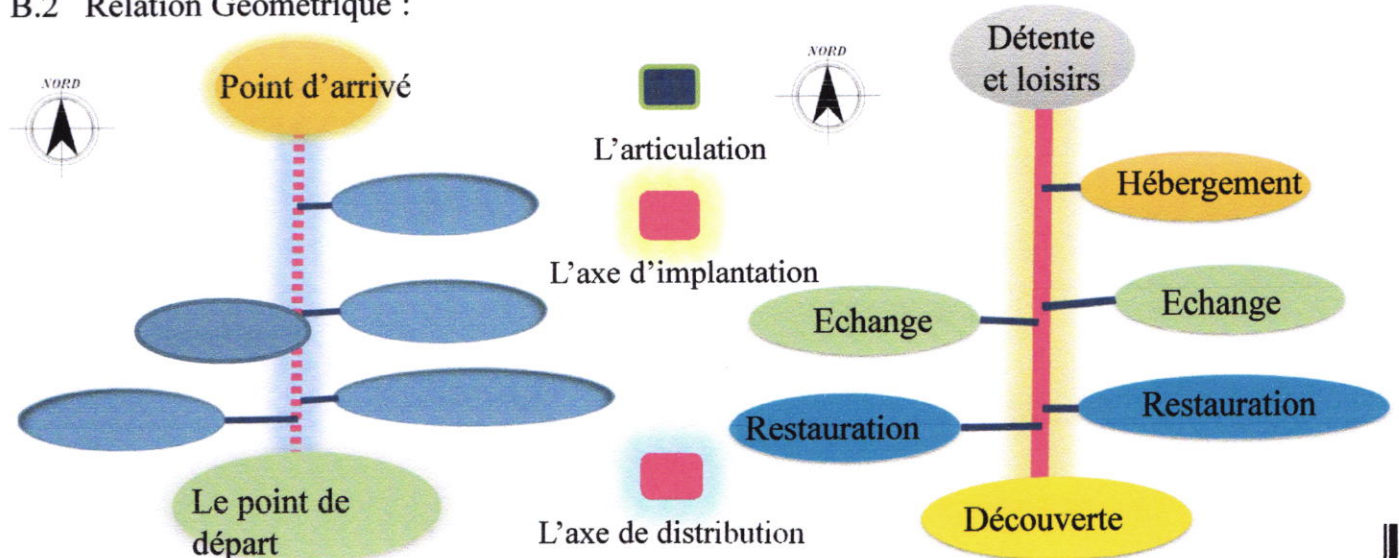 B.2 Relation Géometrique :
NORD
Point d'arrivé
Le point de
départ
L'articulation
L'axe d'implantation
L'axe de distribution
NORD
Détente
et loisirs
Hébergement
Echange
Echange
Restauration
Restauration
Découverte